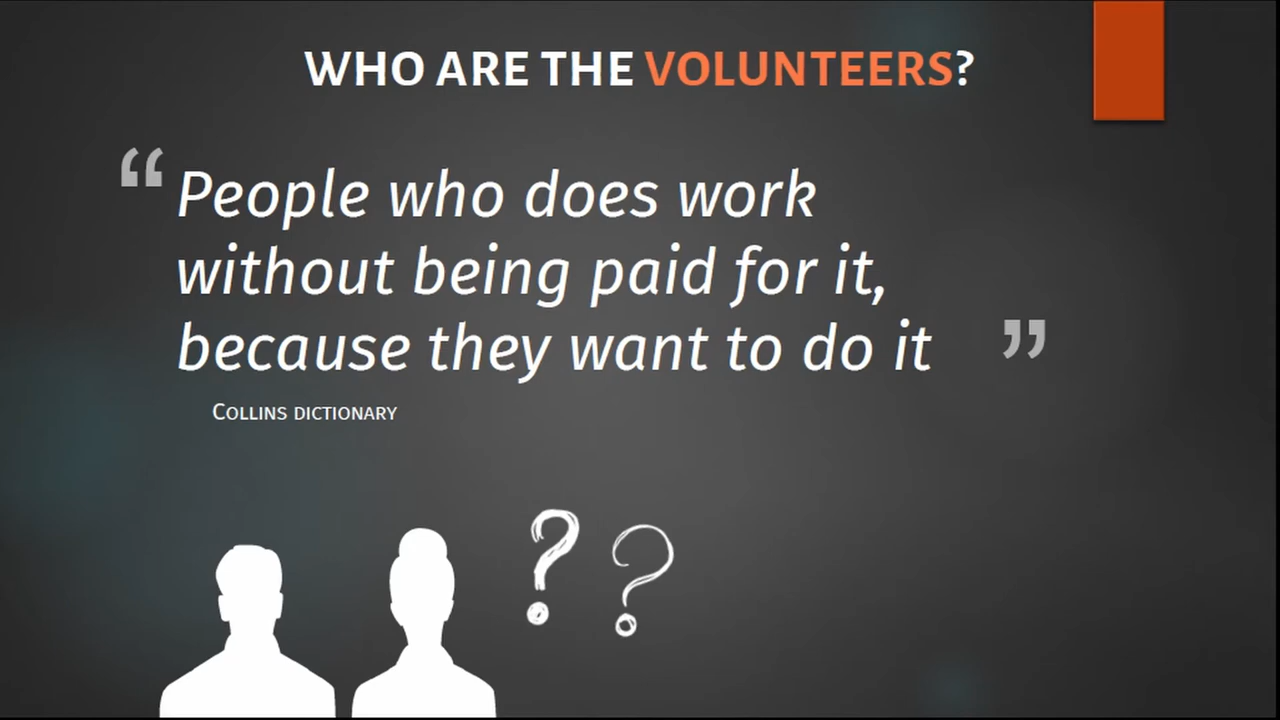 WHO ARE THE VOLUNTEERS?
“ People who does work
without being paid for it,
because they want to do it ”
COLLINS DICTIONARY
? ?